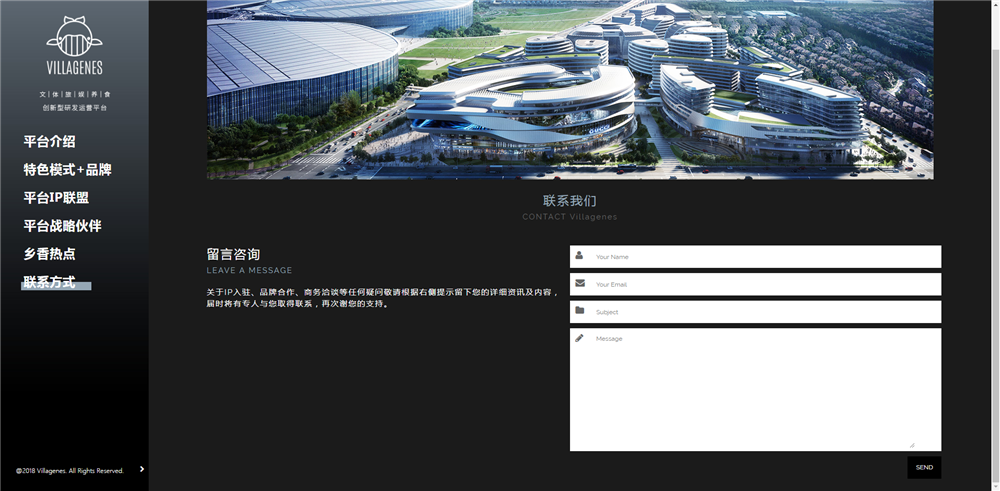 VILLAGENES
文 | 体 | 旅 | 娱 | 养 | 食
创新型研发运营平台
平台介绍
特色模式+品牌
平台IP联盟
平台战略伙伴
乡香热点
联系方式
@2018 Villagenes. All Rights Reserved.
GUCCI
联系我们
CONTACT Villagenes
留言咨询
LEAVE A MESSAGE
关于IP入驻、品牌合作、商务洽谈等任何疑问敬请根据右侧提示留下您的详细资讯及内容，
届时将有专人与您取得联系，再次谢您的支持。
Your Name
Your Email
Subject
Message
SEND